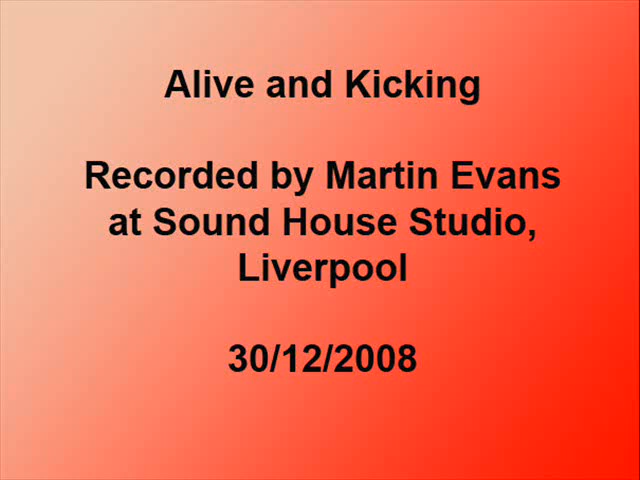 Alive and Kicking
Recorded by Martin Evans
at Sound House Studio,
Liverpool
30/12/2008